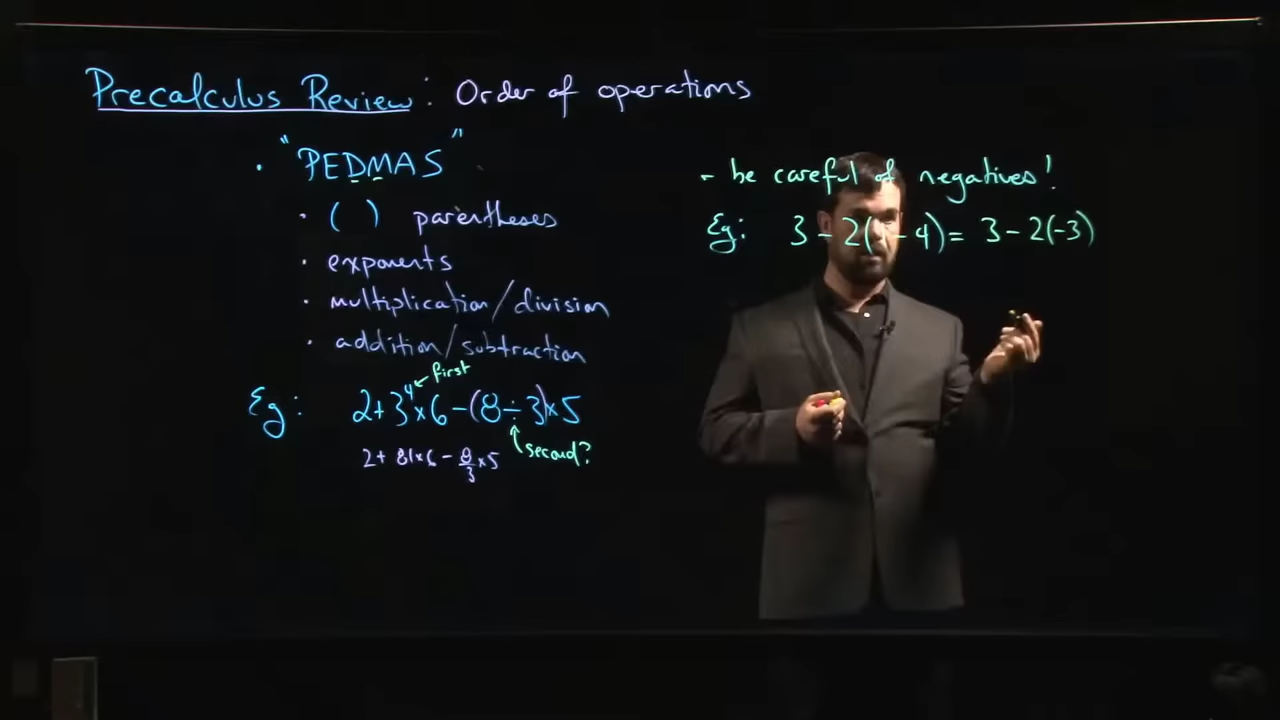 Precalculus Review: Order of operations
• "PEDMAS"
• ( ) parentheses
• exponents
• multiplication/division
• addition/subtraction
← first
Eg: 2+3⁴×6-(8÷3)×5
↑ second?
2+81×6-8/3×5
- be careful of negatives!
Eg: 3-2( -4)= 3-2(-3)